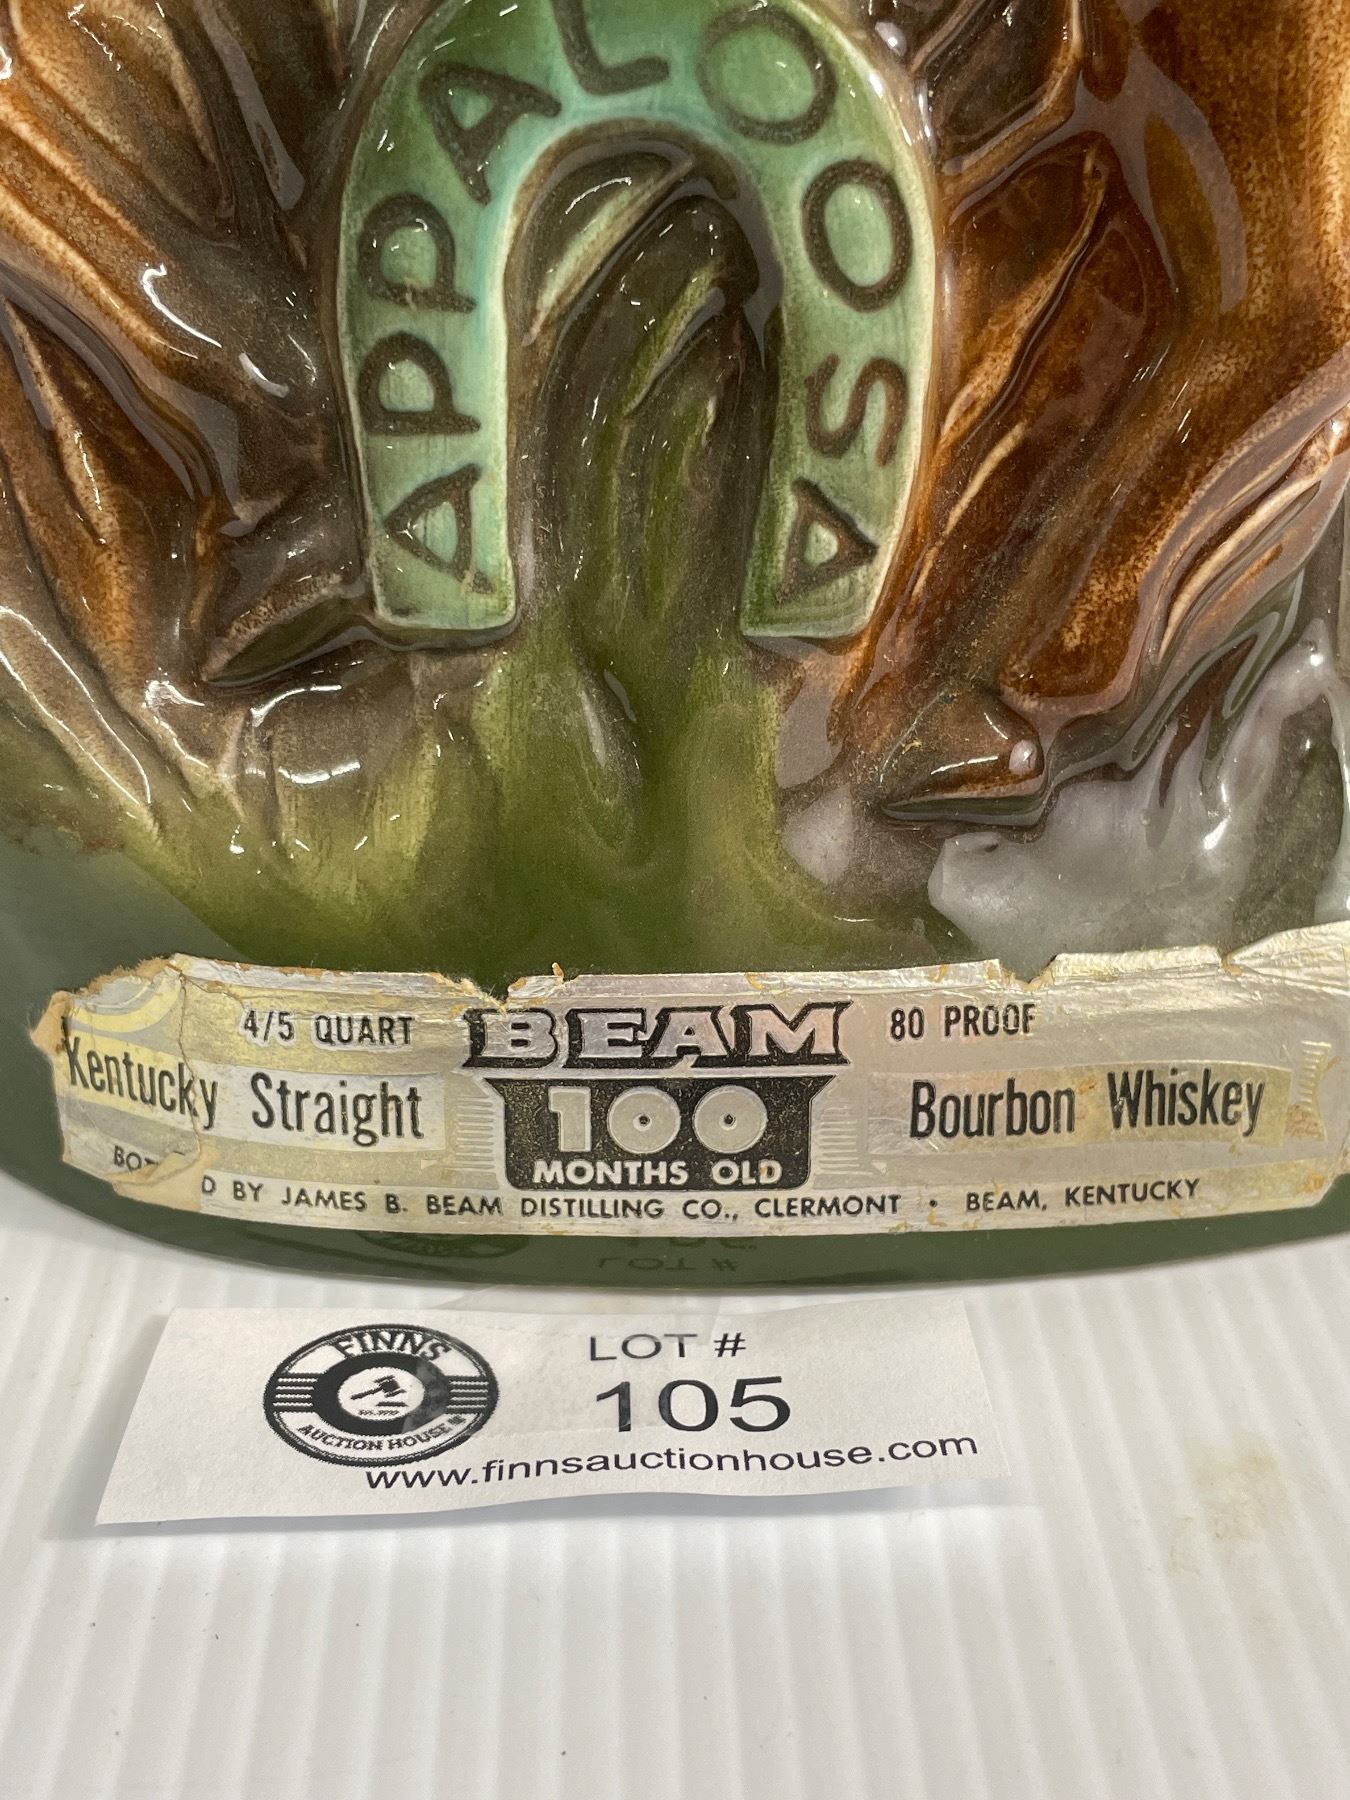 APPALOOSA
4/5 QUART BEAM 80 PROOF
Kentucky Straight 100 Bourbon Whiskey
MONTHS OLD
BY JAMES B. BEAM DISTILLING CO., CLERMONT • BEAM, KENTUCKY
FINNS
AUCTION HOUSE
LOT #
105
www.finnsauctionhouse.com